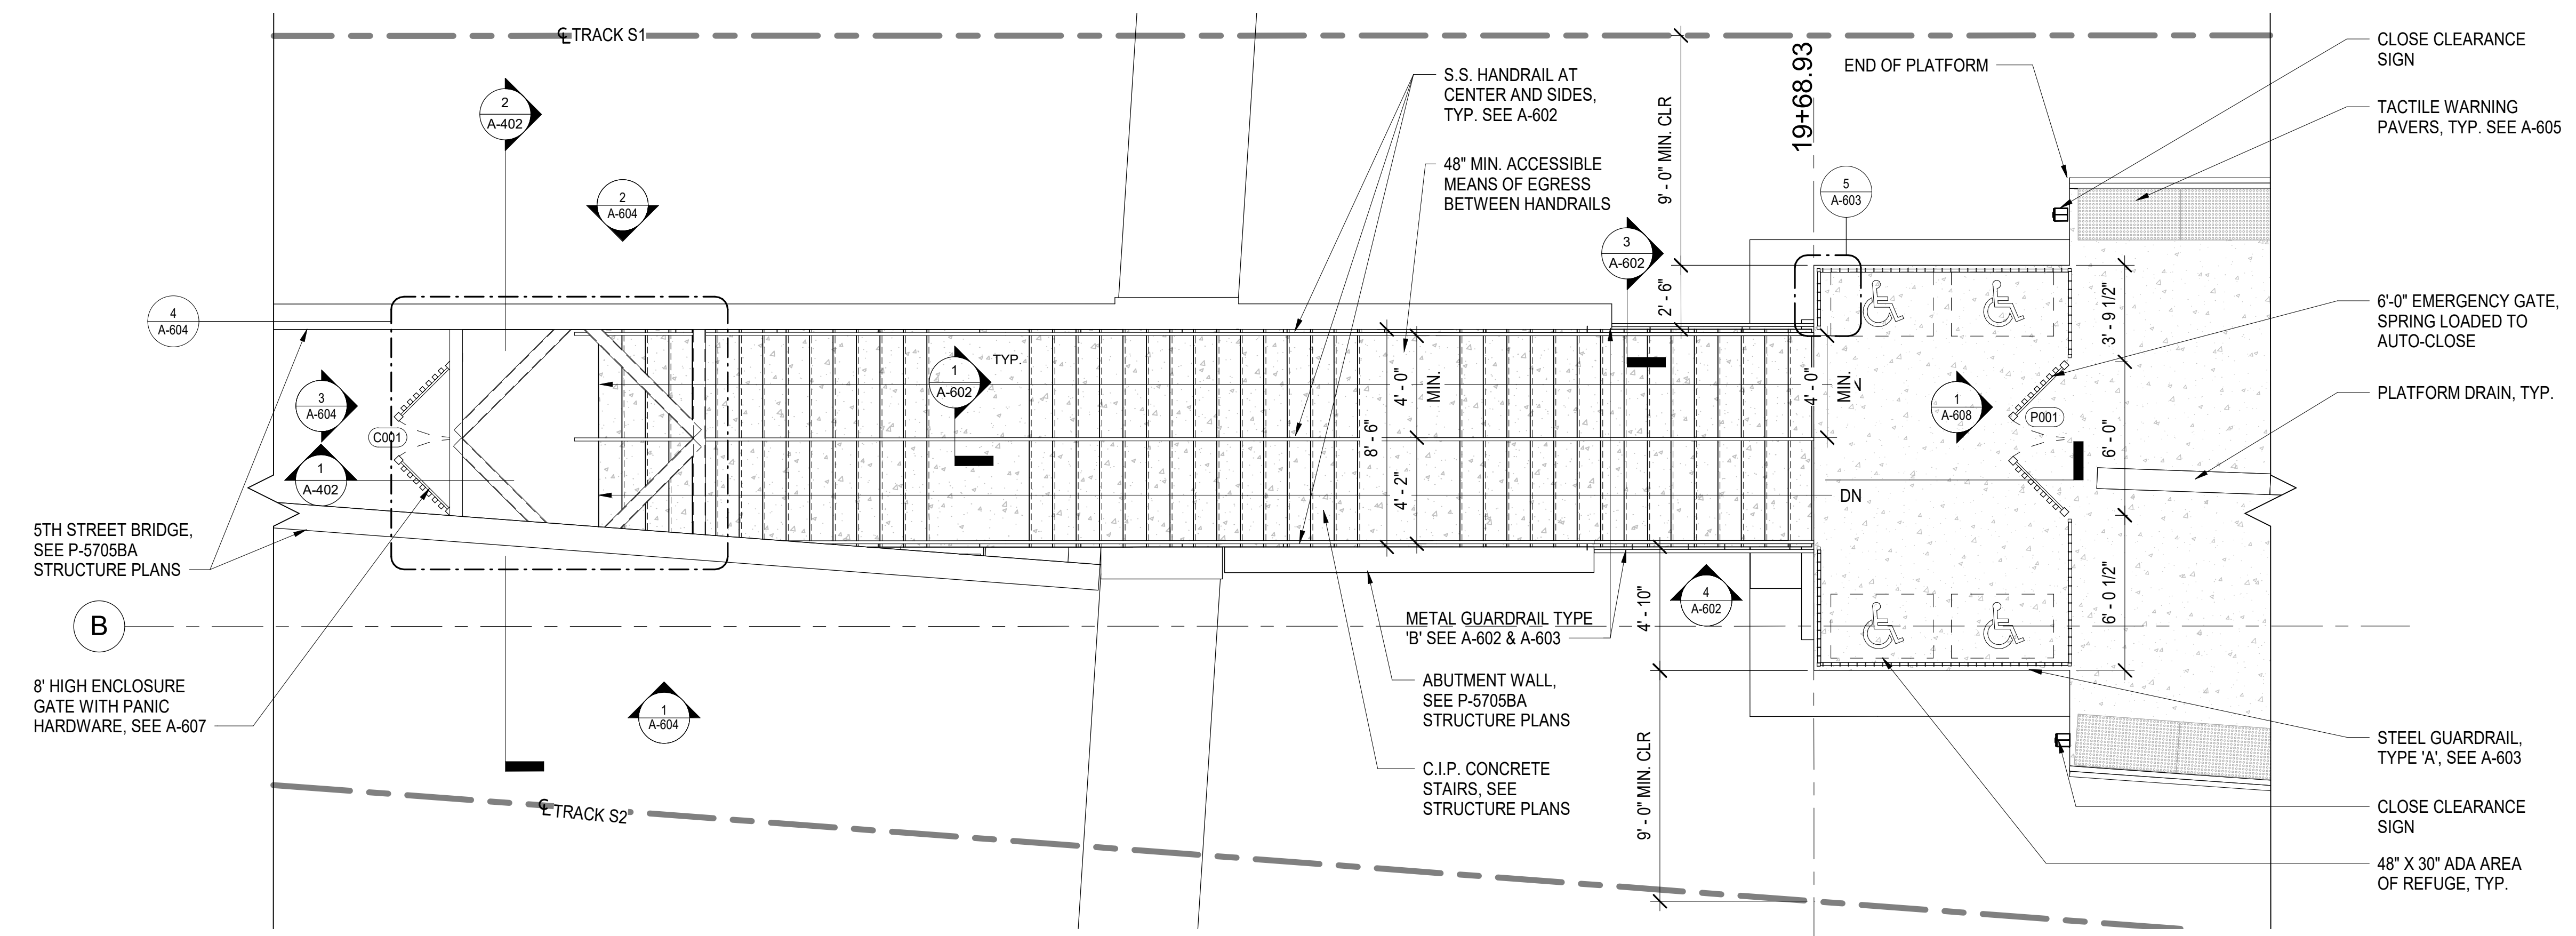 ℄ TRACK S1
2
A-402
2
A-604
4
A-604
3
A-604
C001
1
A-402
5TH STREET BRIDGE,
SEE P-5705BA
STRUCTURE PLANS
B
8' HIGH ENCLOSURE
GATE WITH PANIC
HARDWARE, SEE A-607
1
A-604
℄ TRACK S2
1
A-602
TYP.
S.S. HANDRAIL AT
CENTER AND SIDES,
TYP. SEE A-602
48" MIN. ACCESSIBLE
MEANS OF EGRESS
BETWEEN HANDRAILS
3
A-602
9' - 0" MIN. CLR
2' - 6"
8' - 6"
4' - 0"
MIN.
4' - 2"
METAL GUARDRAIL TYPE
'B' SEE A-602 & A-603
ABUTMENT WALL,
SEE P-5705BA
STRUCTURE PLANS
C.I.P. CONCRETE
STAIRS, SEE
STRUCTURE PLANS
4' - 10"
9' - 0" MIN. CLR
4
A-602
19+68.93
END OF PLATFORM
5
A-603
4' - 0"
MIN.
DN
1
A-608
P001
3' - 9 1/2"
6' - 0"
6' - 0 1/2"
CLOSE CLEARANCE
SIGN
TACTILE WARNING
PAVERS, TYP. SEE A-605
6'-0" EMERGENCY GATE,
SPRING LOADED TO
AUTO-CLOSE
PLATFORM DRAIN, TYP.
STEEL GUARDRAIL,
TYPE 'A', SEE A-603
CLOSE CLEARANCE
SIGN
48" X 30" ADA AREA
OF REFUGE, TYP.